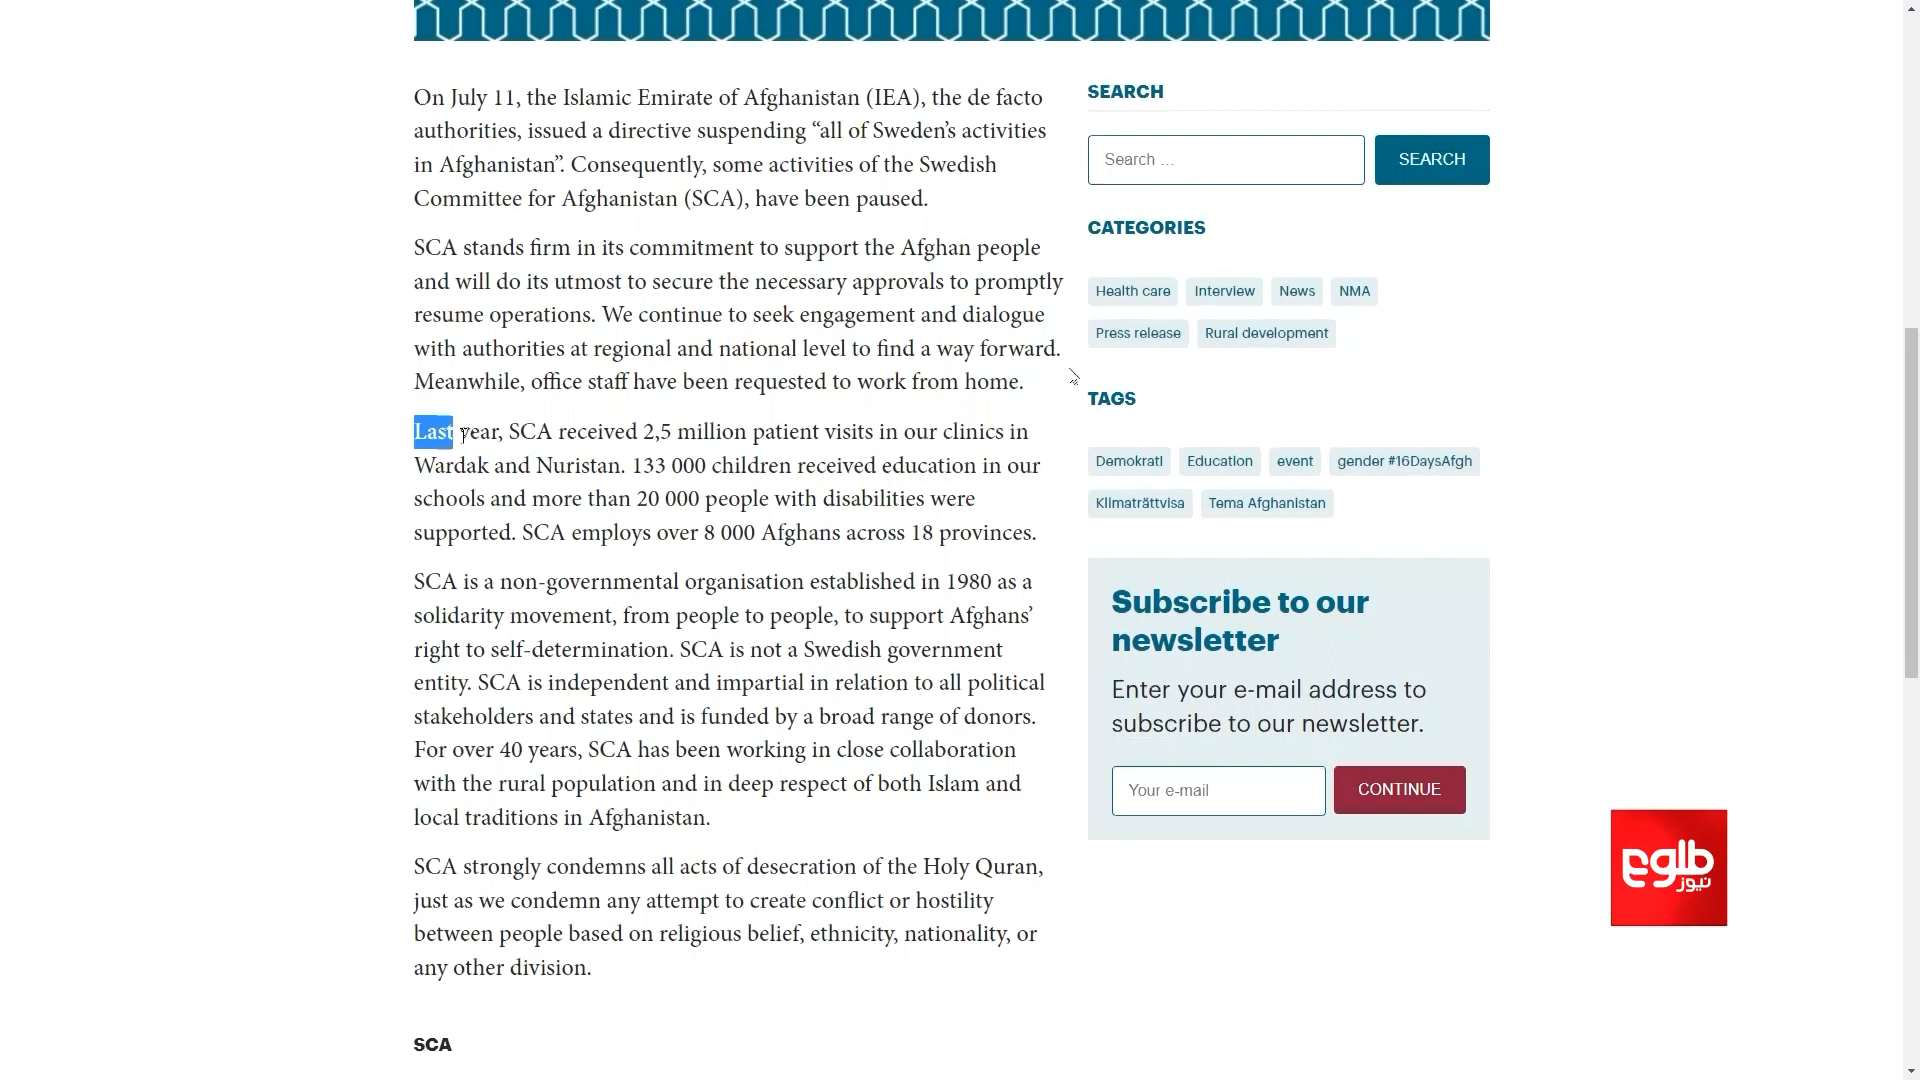 On July 11, the Islamic Emirate of Afghanistan (IEA), the de facto
authorities, issued a directive suspending “all of Sweden’s activities
in Afghanistan”. Consequently, some activities of the Swedish
Committee for Afghanistan (SCA), have been paused.
SCA stands firm in its commitment to support the Afghan people
and will do its utmost to secure the necessary approvals to promptly
resume operations. We continue to seek engagement and dialogue
with authorities at regional and national level to find a way forward.
Meanwhile, office staff have been requested to work from home.
Last year, SCA received 2,5 million patient visits in our clinics in
Wardak and Nuristan. 133 000 children received education in our
schools and more than 20 000 people with disabilities were
supported. SCA employs over 8 000 Afghans across 18 provinces.
SCA is a non-governmental organisation established in 1980 as a
solidarity movement, from people to people, to support Afghans’
right to self-determination. SCA is not a Swedish government
entity. SCA is independent and impartial in relation to all political
stakeholders and states and is funded by a broad range of donors.
For over 40 years, SCA has been working in close collaboration
with the rural population and in deep respect of both Islam and
local traditions in Afghanistan.
SCA strongly condemns all acts of desecration of the Holy Quran,
just as we condemn any attempt to create conflict or hostility
between people based on religious belief, ethnicity, nationality, or
any other division.
SCA
SEARCH
Search ...
SEARCH
CATEGORIES
Health care Interview News NMA
Press release Rural development
TAGS
Demokrati Education event gender #16DaysAfgh
Klimaträttvisa Tema Afghanistan
Subscribe to our
newsletter
Enter your e-mail address to
subscribe to our newsletter.
Your e-mail
CONTINUE
طلوع
نیوز